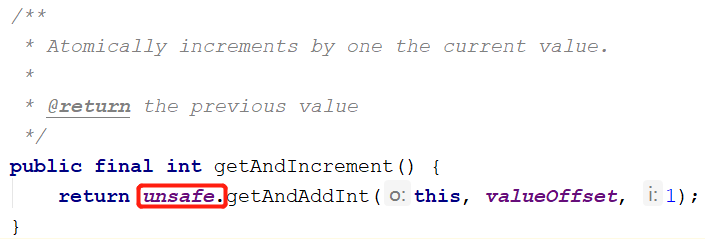 /**
* Atomically increments by one the current value.
*
* @return the previous value
*/
public final int getAndIncrement() {
return unsafe.getAndAddInt( o: this, valueOffset, i: 1);
}